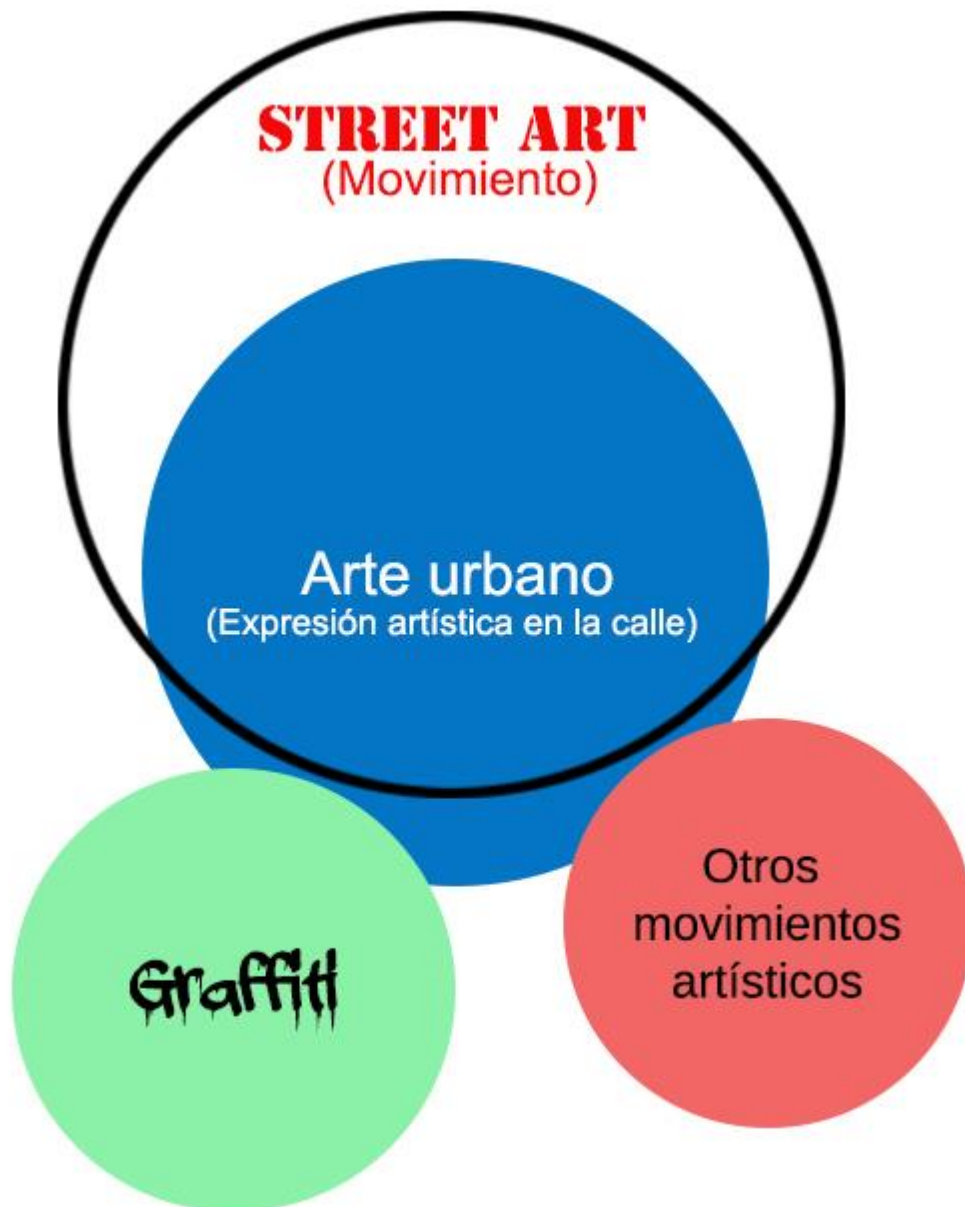 STREET ART
(Movimiento)
Arte urbano
(Expresión artística en la calle)
Otros
movimientos
artísticos
Graffiti